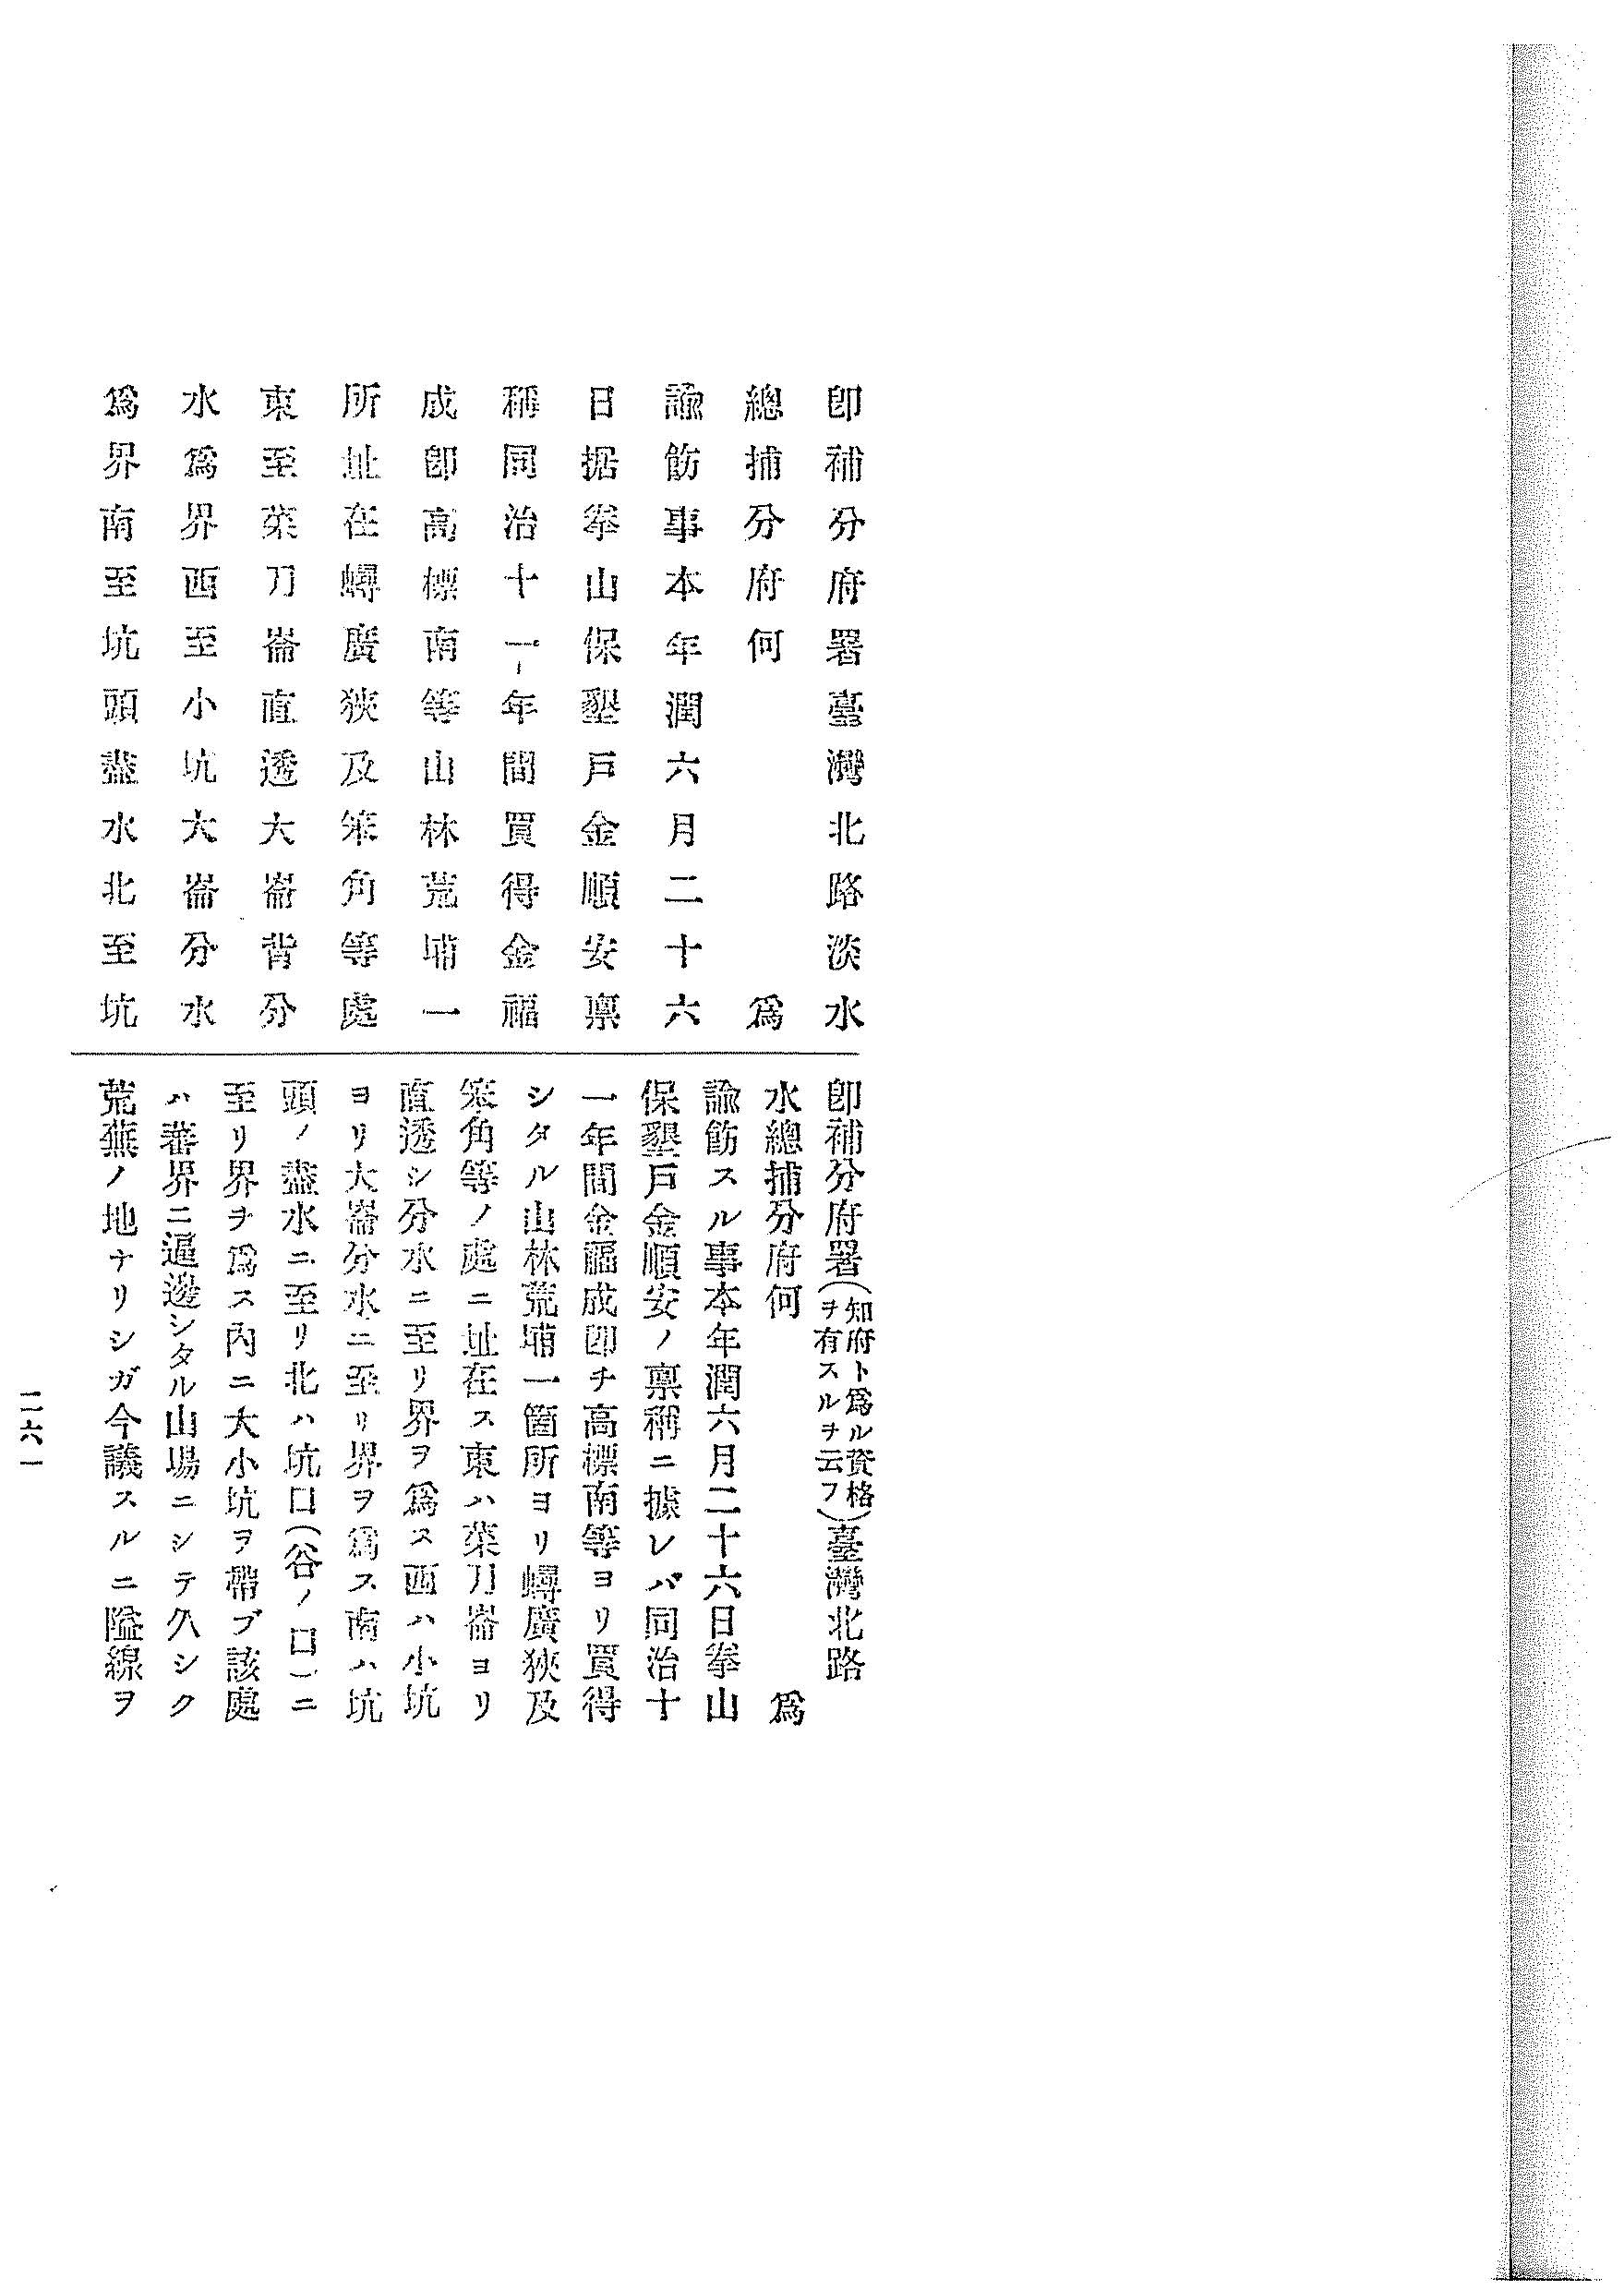 卽補分府署臺灣北路淡水
總捕分府何　　　　　爲
諭飭事本年潤六月二十六
日据拳山保墾戶金順安禀
稱同治十一年間買得金福
成卽高標南等山林荒埔一
所址在蟳廣狹及笨角等處
東至菜刀崙直透大崙背分
水爲界西至小坑大崙分水
爲界南至坑頭盡水北至坑
卽補分府署(知府ト爲ル資格ヲ有スルヲ云フ)臺灣北路
水總捕分府何　　　　　爲
諭飭スル事本年潤六月二十六日拳山
保墾戶金順安ノ禀稱ニ據レバ同治十
一年間金福成卽チ高標南等ヨリ買得
シタル山林荒埔一箇所ヨリ蟳廣狹及
笨角等ノ處ニ址在ス東ハ菜刀崙ヨリ
直透シ分水ニ至リ界ヲ爲ス西ハ小坑
ヨリ大崙分水ニ至リ界ヲ爲ス南ハ坑
頭ノ盡水ニ至リ北ハ坑口(谷ノ口)ニ
至リ界ヲ爲ス內ニ大小坑ヲ帶ブ該處
ハ蕃界ニ逼邊シタル山場ニシテ久シク
荒蕪ノ地ナリシガ今議スルニ隘線ヲ
二六一